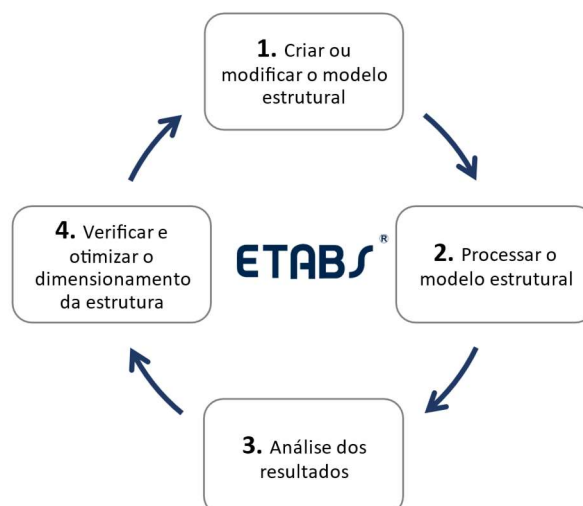 1. Criar ou
modificar o modelo
estrutural
4. Verificar e
otimizar o
dimensionamento
da estrutura
ETABS®
2. Processar o
modelo estrutural
3. Análise dos
resultados